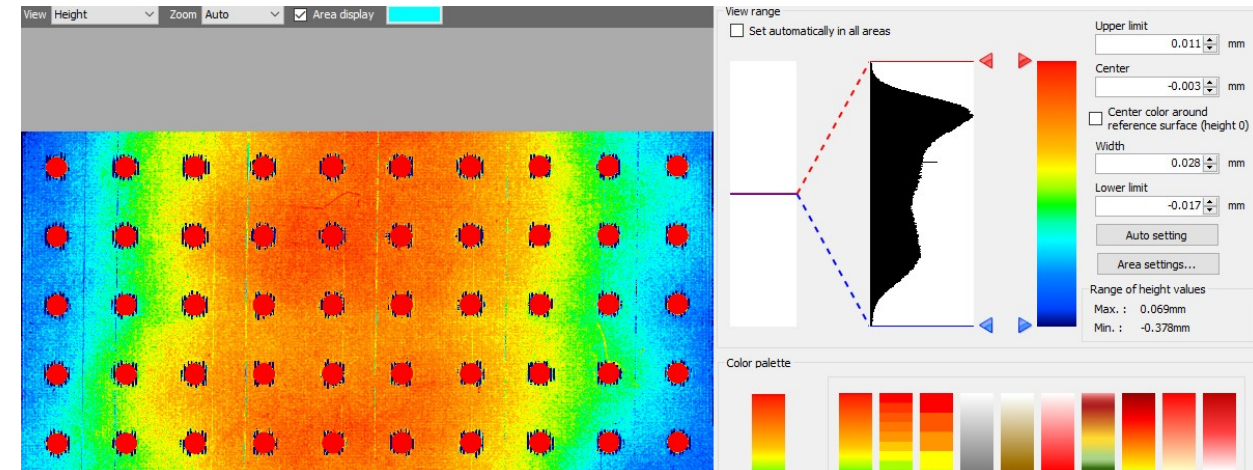 View Height Zoom Auto Area display
View range
Set automatically in all areas
Upper limit
0.011 mm
Center
-0.003 mm
Center color around
reference surface (height 0)
Width
0.028 mm
Lower limit
-0.017 mm
Auto setting
Area settings...
Range of height values
Max. : 0.069mm
Min. : -0.378mm
Color palette